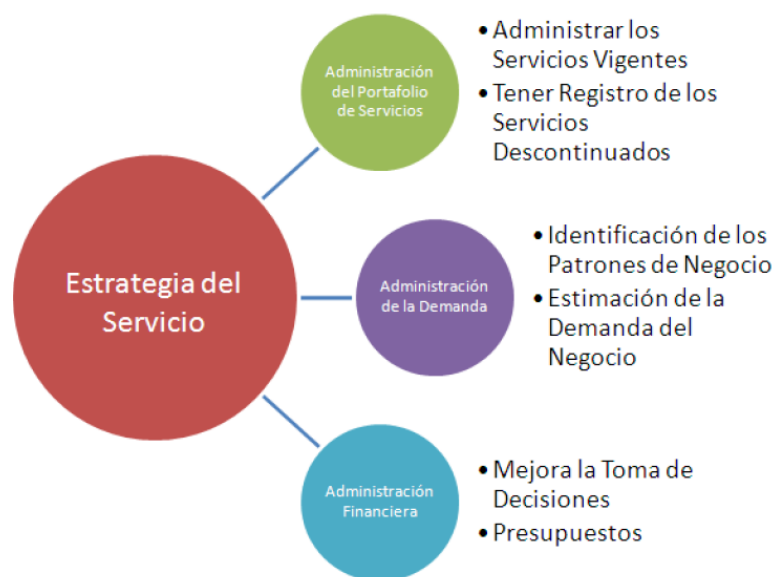 Estrategia del
Servicio
Administración
del Portafolio
de Servicios
• Administrar los
Servicios Vigentes
• Tener Registro de los
Servicios
Descontinuados
Administración
de la Demanda
• Identificación de los
Patrones de Negocio
• Estimación de la
Demanda del
Negocio
Administración
Financiera
• Mejora la Toma de
Decisiones
• Presupuestos